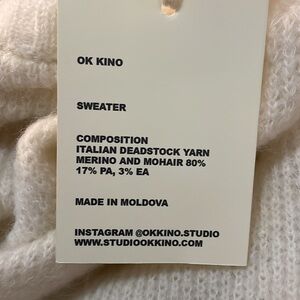 OK KINO
SWEATER
COMPOSITION
ITALIAN DEADSTOCK YARN
MERINO AND MOHAIR 80%
17% PA, 3% EA
MADE IN MOLDOVA
INSTAGRAM @OKKINO.STUDIO
WWW.STUDIOOKKINO.COM